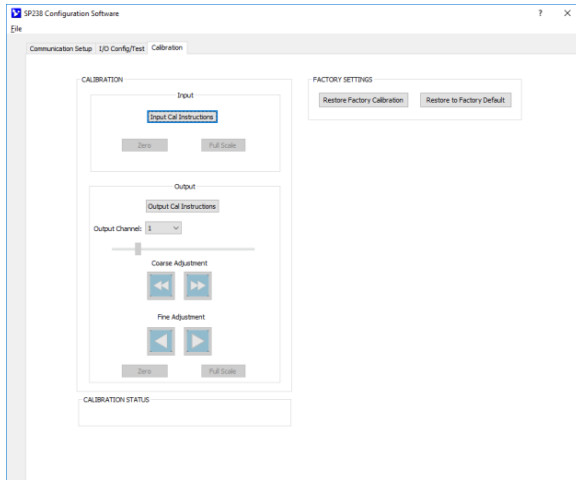 SP238 Configuration Software
? X
File
Communication Setup I/O Config/Test Calibration
CALIBRATION
Input
Input Cal Instructions
Zero Full Scale
Output
Output Cal Instructions
Output Channel: 1
Coarse Adjustment
Fine Adjustment
Zero Full Scale
CALIBRATION STATUS
FACTORY SETTINGS
Restore Factory Calibration Restore to Factory Default